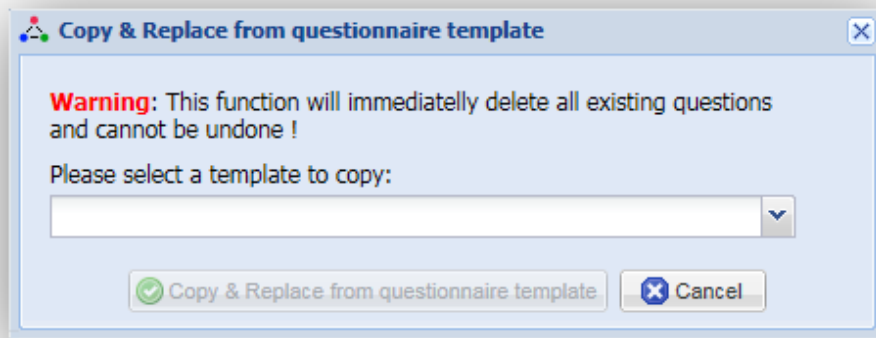 Copy & Replace from questionnaire template
Warning: This function will immediatelly delete all existing questions
and cannot be undone !
Please select a template to copy:
Copy & Replace from questionnaire template
Cancel